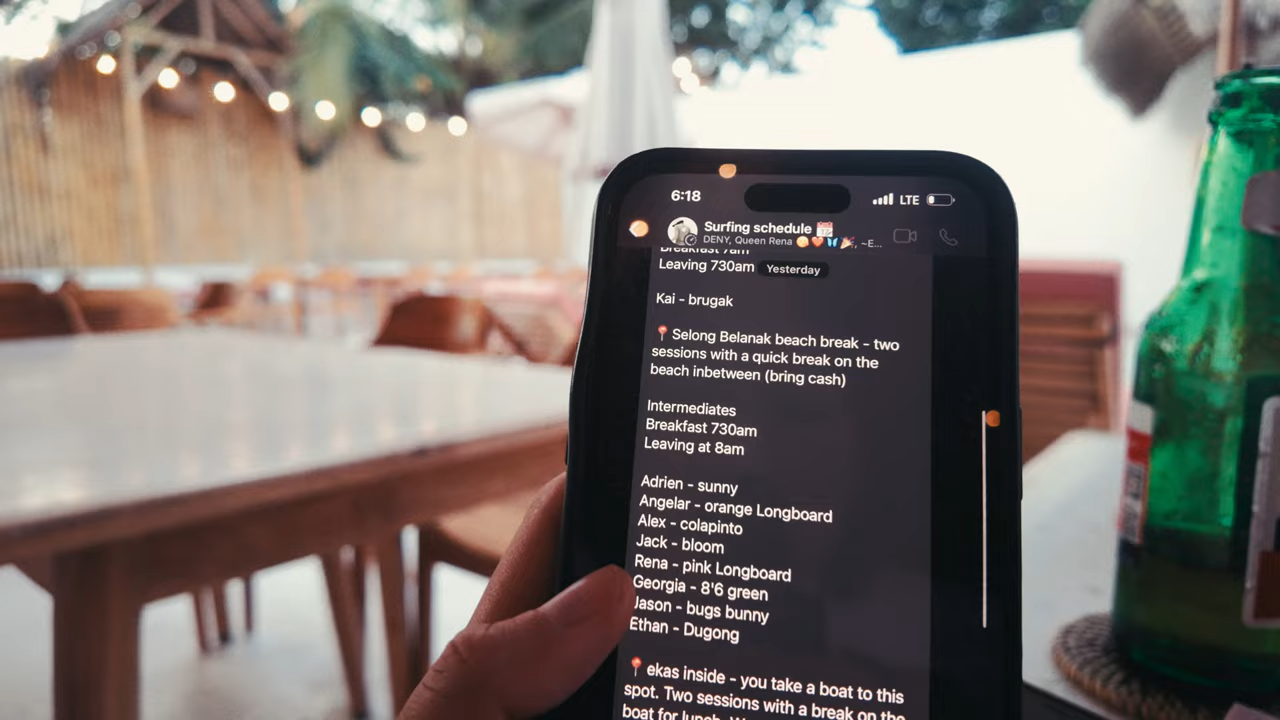 6:18
LTE
Surfing schedule 📅
DENY, Queen Rena 🟠❤️🦋🎉, ~E...
Breakfast 7am
Leaving 730am
Yesterday
Kai - brugak
📍 Selong Belanak beach break - two
sessions with a quick break on the
beach inbetween (bring cash)
Intermediates
Breakfast 730am
Leaving at 8am
Adrien - sunny
Angelar - orange Longboard
Alex - colapinto
Jack - bloom
Rena - pink Longboard
Georgia - 8'6 green
Jason - bugs bunny
Ethan - Dugong
📍 ekas inside - you take a boat to this
spot. Two sessions with a break on the
boat for lunch.